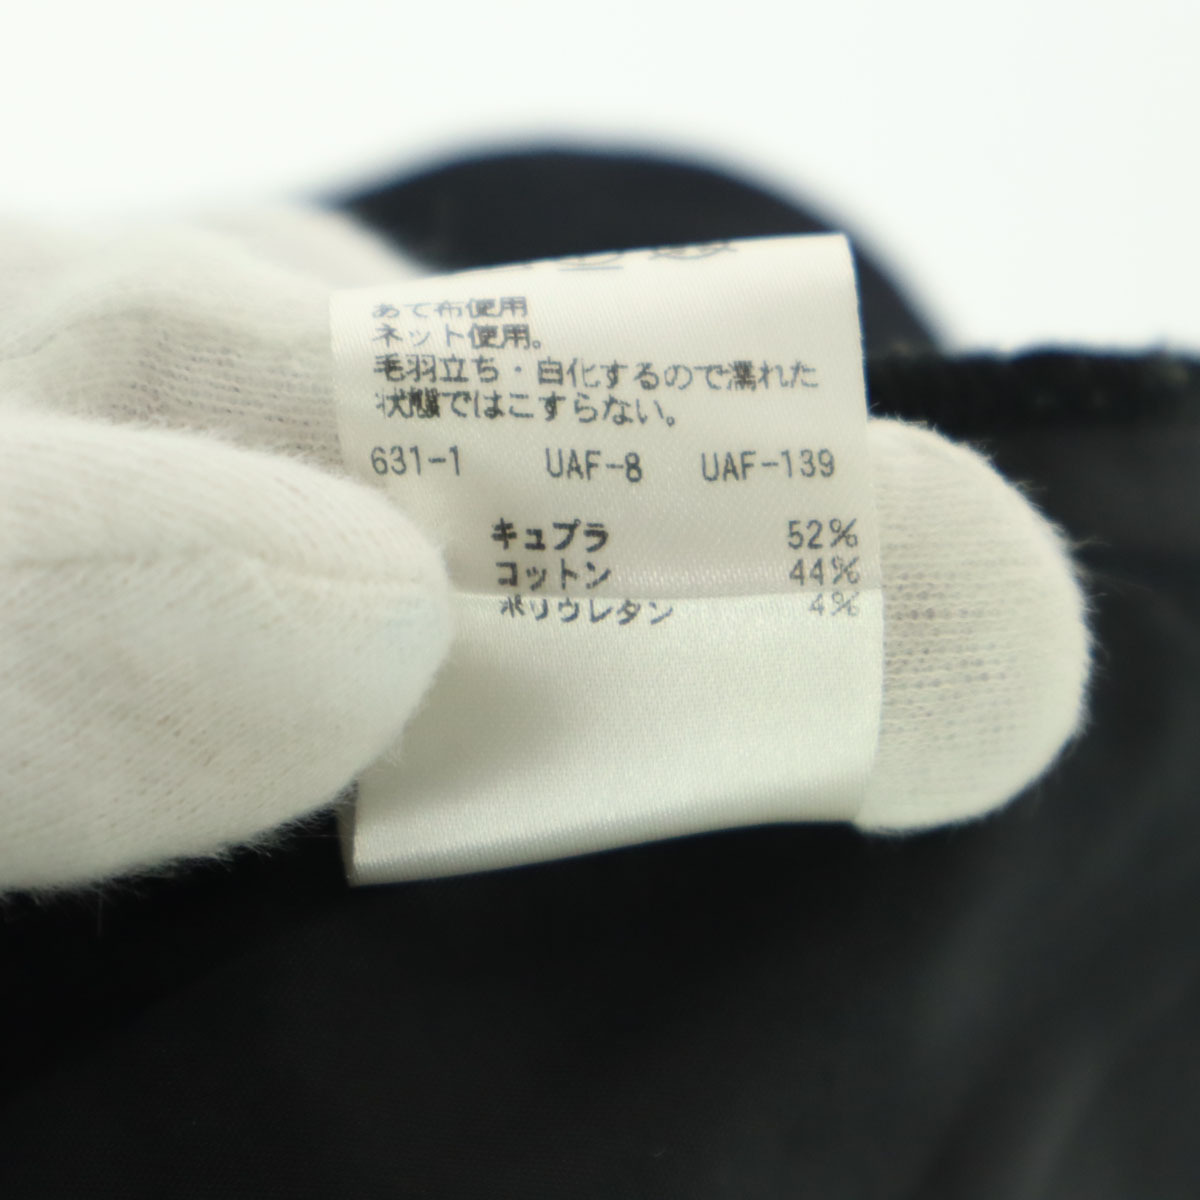 あて布使用
ネット使用。
毛羽立ち・白化するので濡れた
状態ではこすらない。
631-1 UAF-8 UAF-139
キュプラ 52%
コットン 44%
ポリウレタン 4%